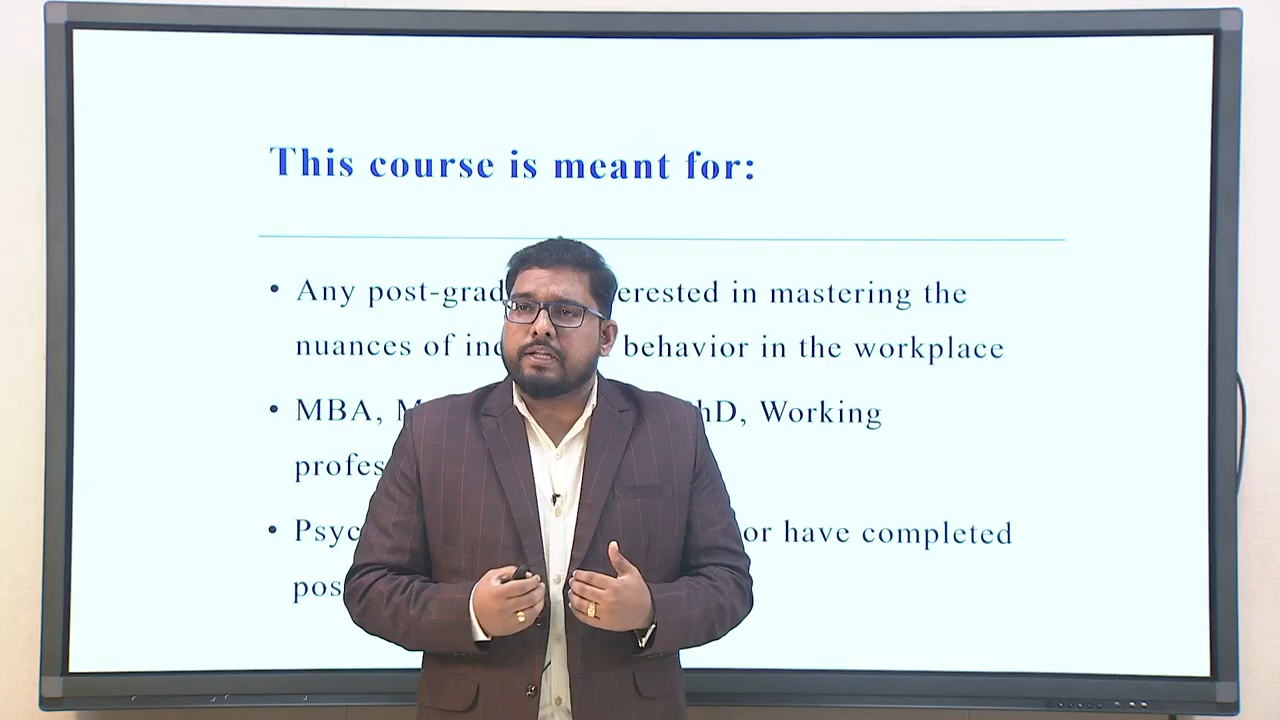 This course is meant for:
• Any post-grad erested in mastering the
nuances of ind behavior in the workplace
• MBA, M hD, Working
profes
• Psyc or have completed
pos